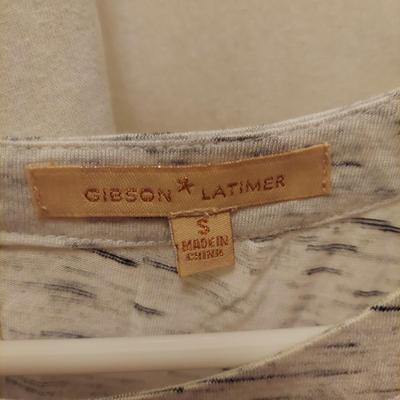 GIBSON * LATIMER
S
MADE IN
CHINA